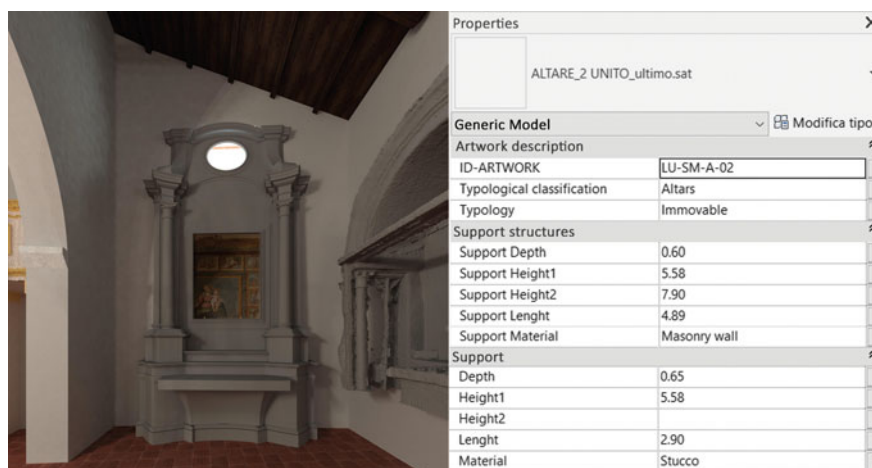 Properties
ALTARE_2 UNITO_ultimo.sat
Generic Model Modifica tipo
Artwork description
ID-ARTWORK LU-SM-A-02
Typological classification Altars
Typology Immovable
Support structures
Support Depth 0.60
Support Height1 5.58
Support Height2 7.90
Support Lenght 4.89
Support Material Masonry wall
Support
Depth 0.65
Height1 5.58
Height2
Lenght 2.90
Material Stucco